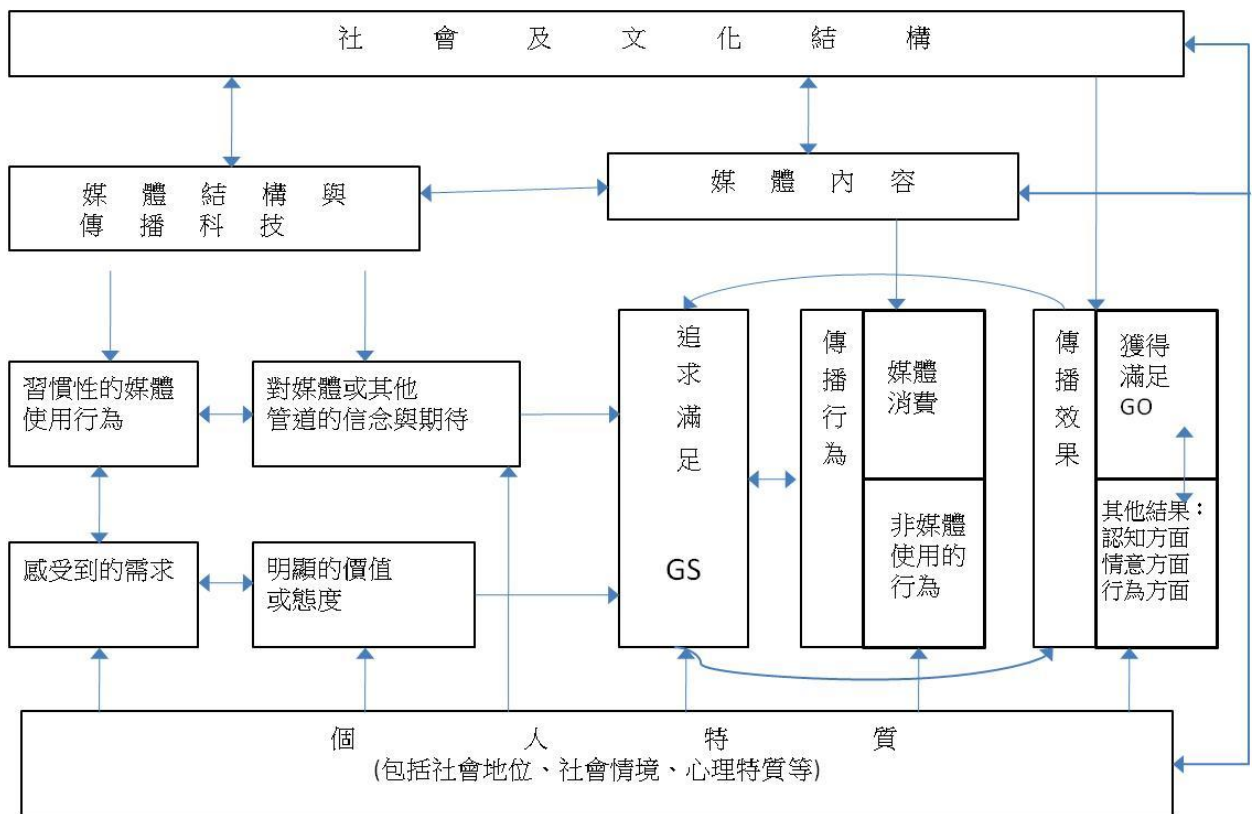 社會及文化結構
媒體結構與
傳播科技
媒體內容
習慣性的媒體
使用行為
對媒體或其他
管道的信念與期待
追求滿足
GS
傳播行為
媒體
消費
非媒體
使用的
行為
傳播效果
獲得
滿足
GO
其他結果：
認知方面
情意方面
行為方面
感受到的需求
明顯的價值
或態度
個人特質
(包括社會地位、社會情境、心理特質等)